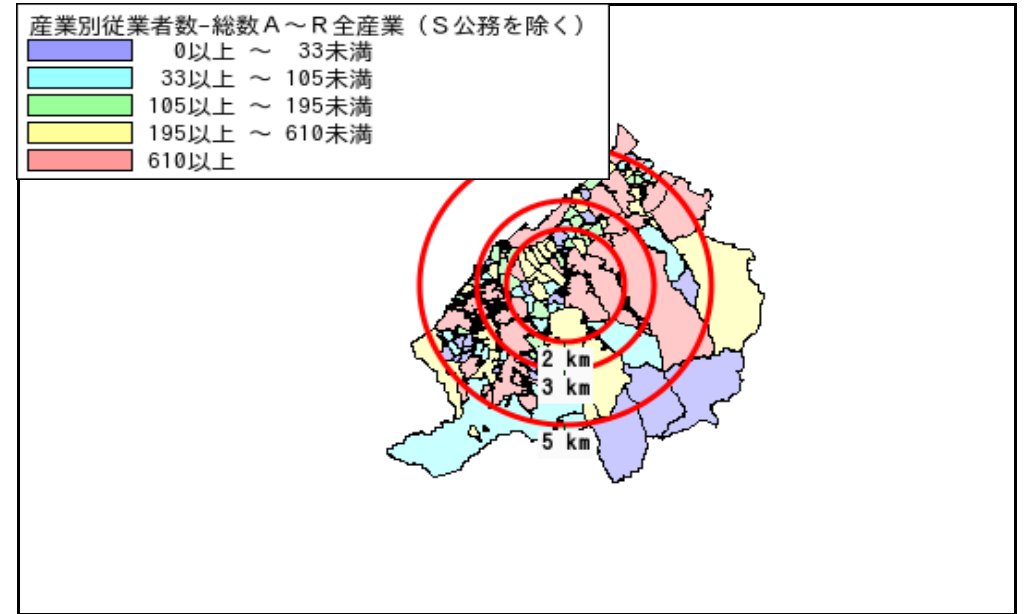 産業別従業者数−総数A～R全産業（S公務を除く）
0以上 ～ 33未満
33以上 ～ 105未満
105以上 ～ 195未満
195以上 ～ 610未満
610以上
2 km
3 km
5 km